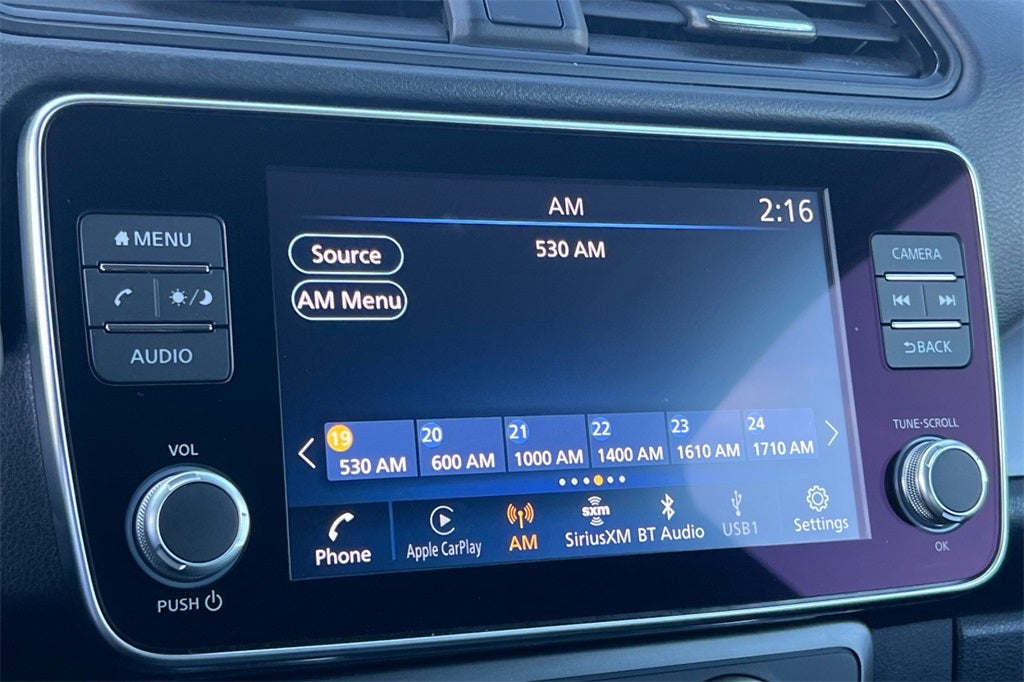 AM
2:16
530 AM
Source
AM Menu
MENU
AUDIO
VOL
PUSH
CAMERA
BACK
TUNE·SCROLL
OK
19
530 AM
20
600 AM
21
1000 AM
22
1400 AM
23
1610 AM
24
1710 AM
Phone
Apple CarPlay
AM
sxm
SiriusXM
BT Audio
USB1
Settings